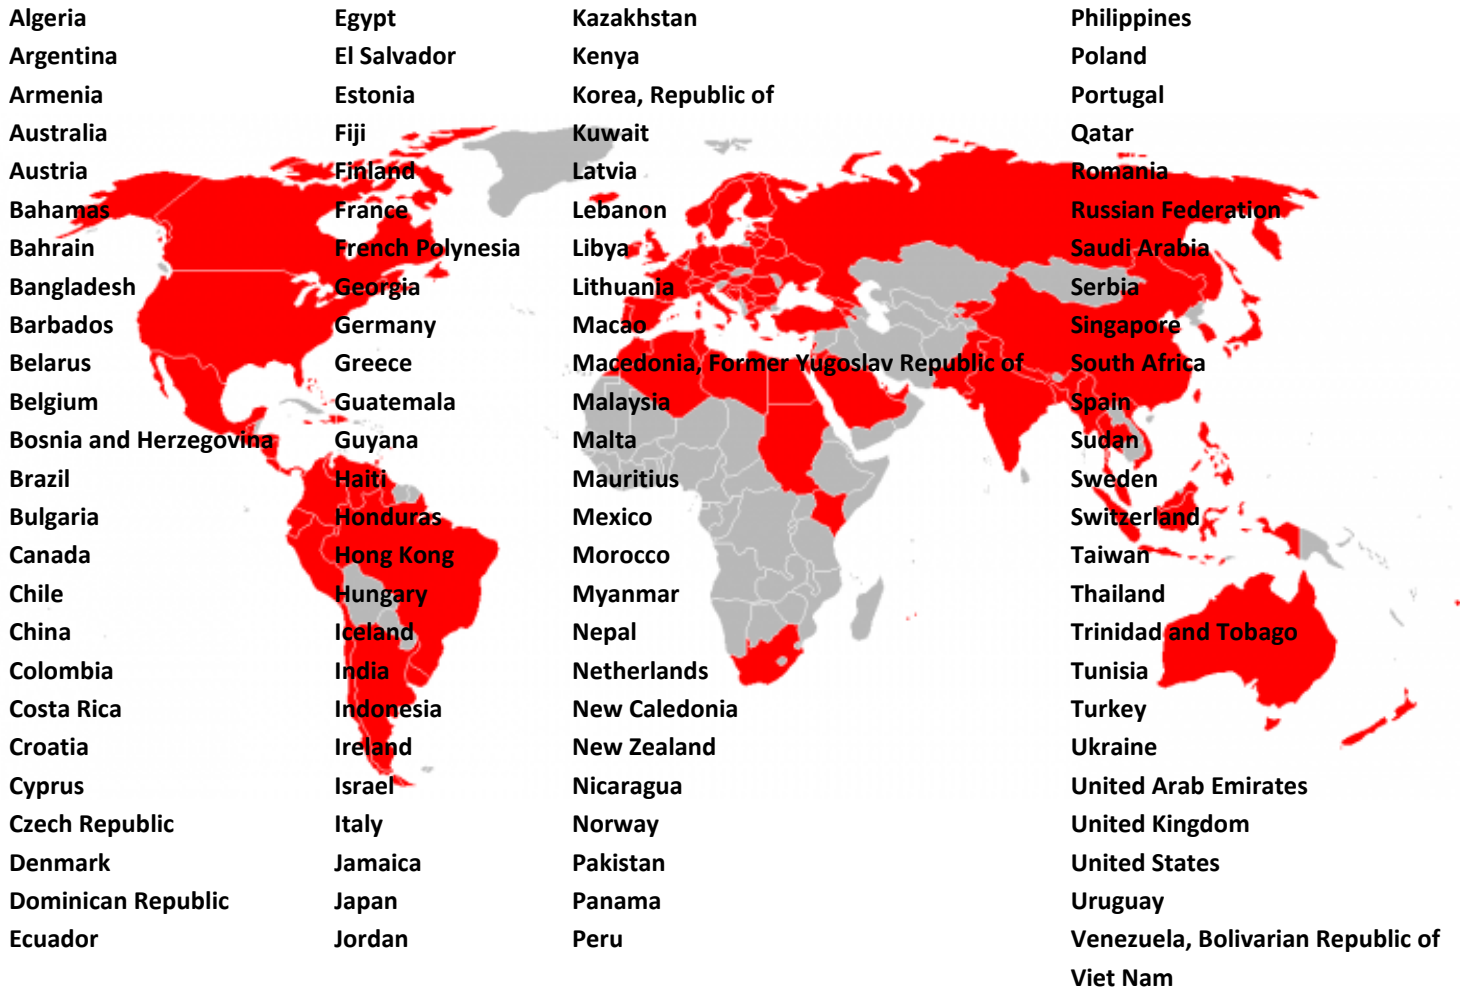 Algeria
Argentina
Armenia
Australia
Austria
Bahamas
Bahrain
Bangladesh
Barbados
Belarus
Belgium
Bosnia and Herzegovina
Brazil
Bulgaria
Canada
Chile
China
Colombia
Costa Rica
Croatia
Cyprus
Czech Republic
Denmark
Dominican Republic
Ecuador
Egypt
El Salvador
Estonia
Fiji
Finland
France
French Polynesia
Georgia
Germany
Greece
Guatemala
Guyana
Haiti
Honduras
Hong Kong
Hungary
Iceland
India
Indonesia
Ireland
Israel
Italy
Jamaica
Japan
Jordan
Kazakhstan
Kenya
Korea, Republic of
Kuwait
Latvia
Lebanon
Libya
Lithuania
Macao
Macedonia, Former Yugoslav Republic of
Malaysia
Malta
Mauritius
Mexico
Morocco
Myanmar
Nepal
Netherlands
New Caledonia
New Zealand
Nicaragua
Norway
Pakistan
Panama
Peru
Philippines
Poland
Portugal
Qatar
Romania
Russian Federation
Saudi Arabia
Serbia
Singapore
South Africa
Spain
Sudan
Sweden
Switzerland
Taiwan
Thailand
Trinidad and Tobago
Tunisia
Turkey
Ukraine
United Arab Emirates
United Kingdom
United States
Uruguay
Venezuela, Bolivarian Republic of
Viet Nam